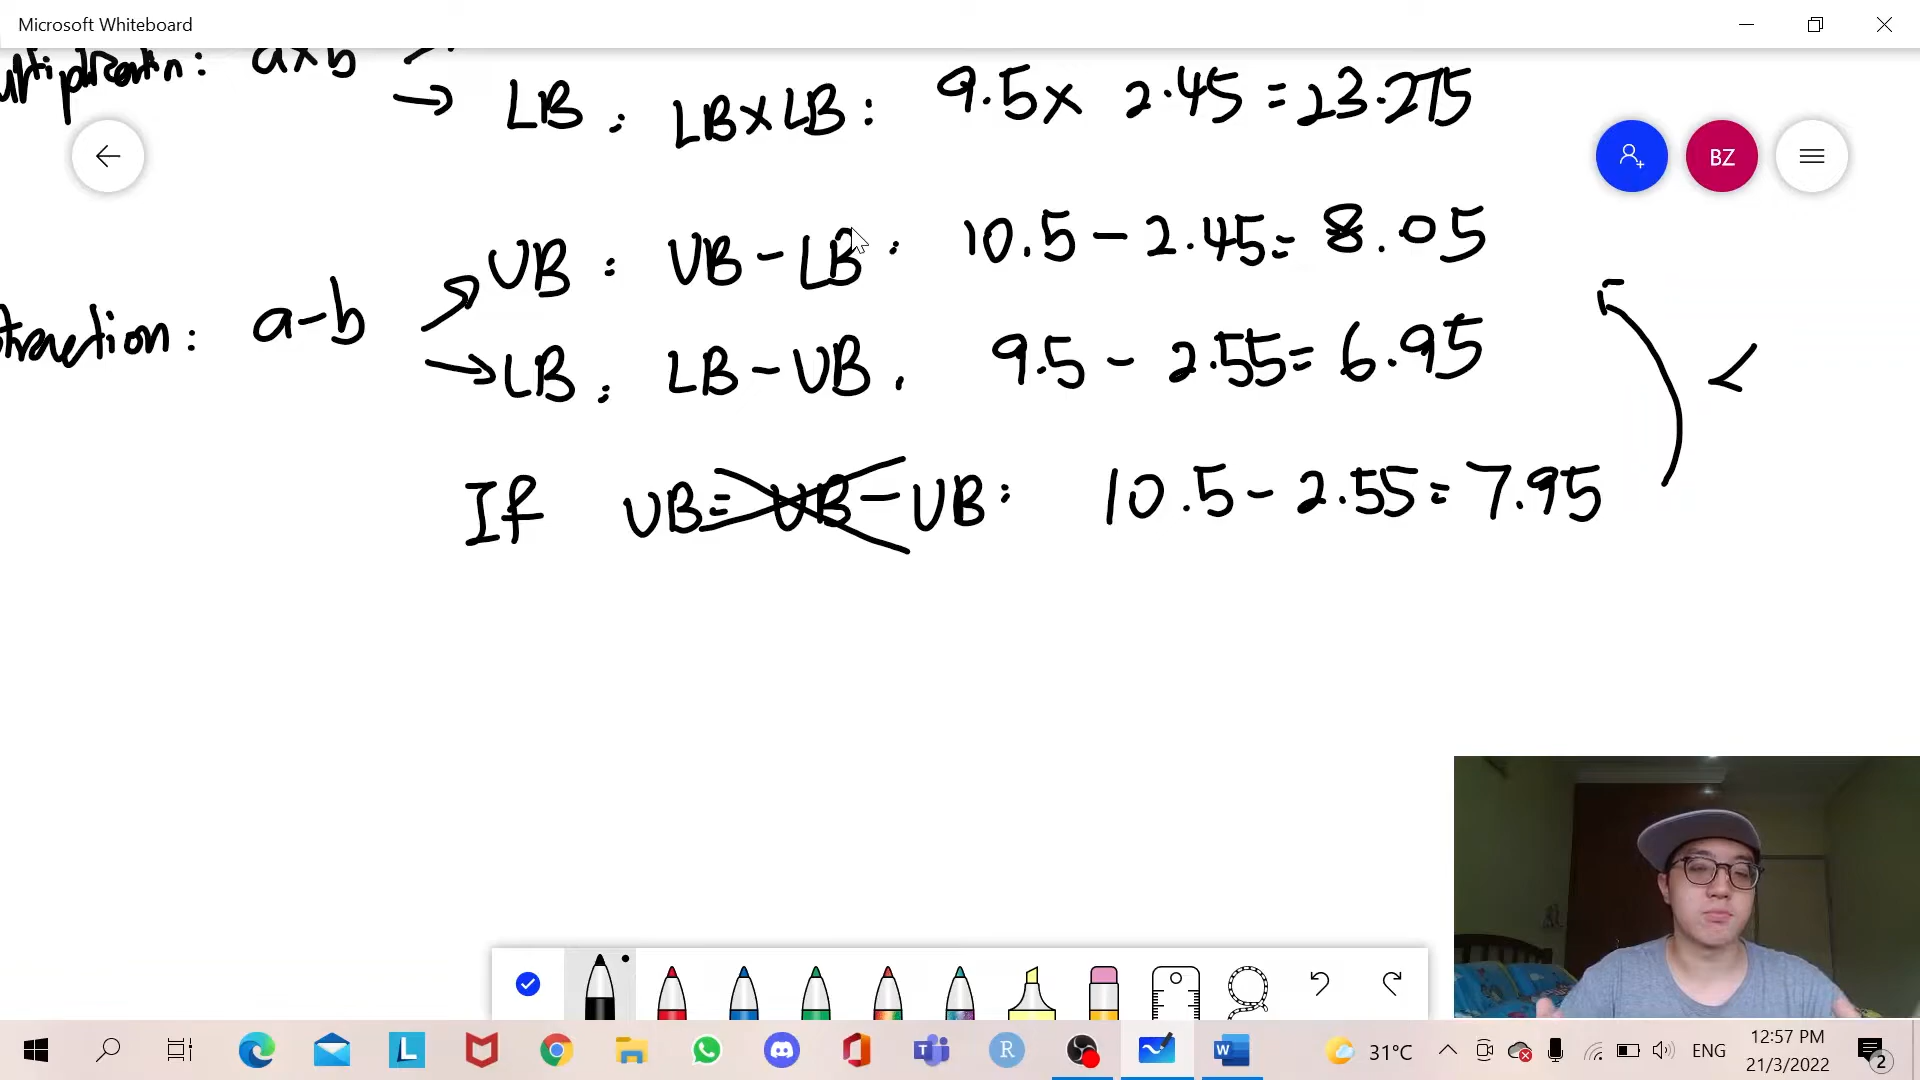 Microsoft Whiteboard
a×b
→ LB : LB×LB : 9.5 × 2.45 = 23.275
BZ
UB : UB - LB : 10.5 - 2.45 = 8.05
a-b
LB : LB - UB . 9.5 - 2.55 = 6.95
<
If UB = UB - UB : 10.5 - 2.55 = 7.95
31°C
ENG
12:57 PM
21/3/2022
2